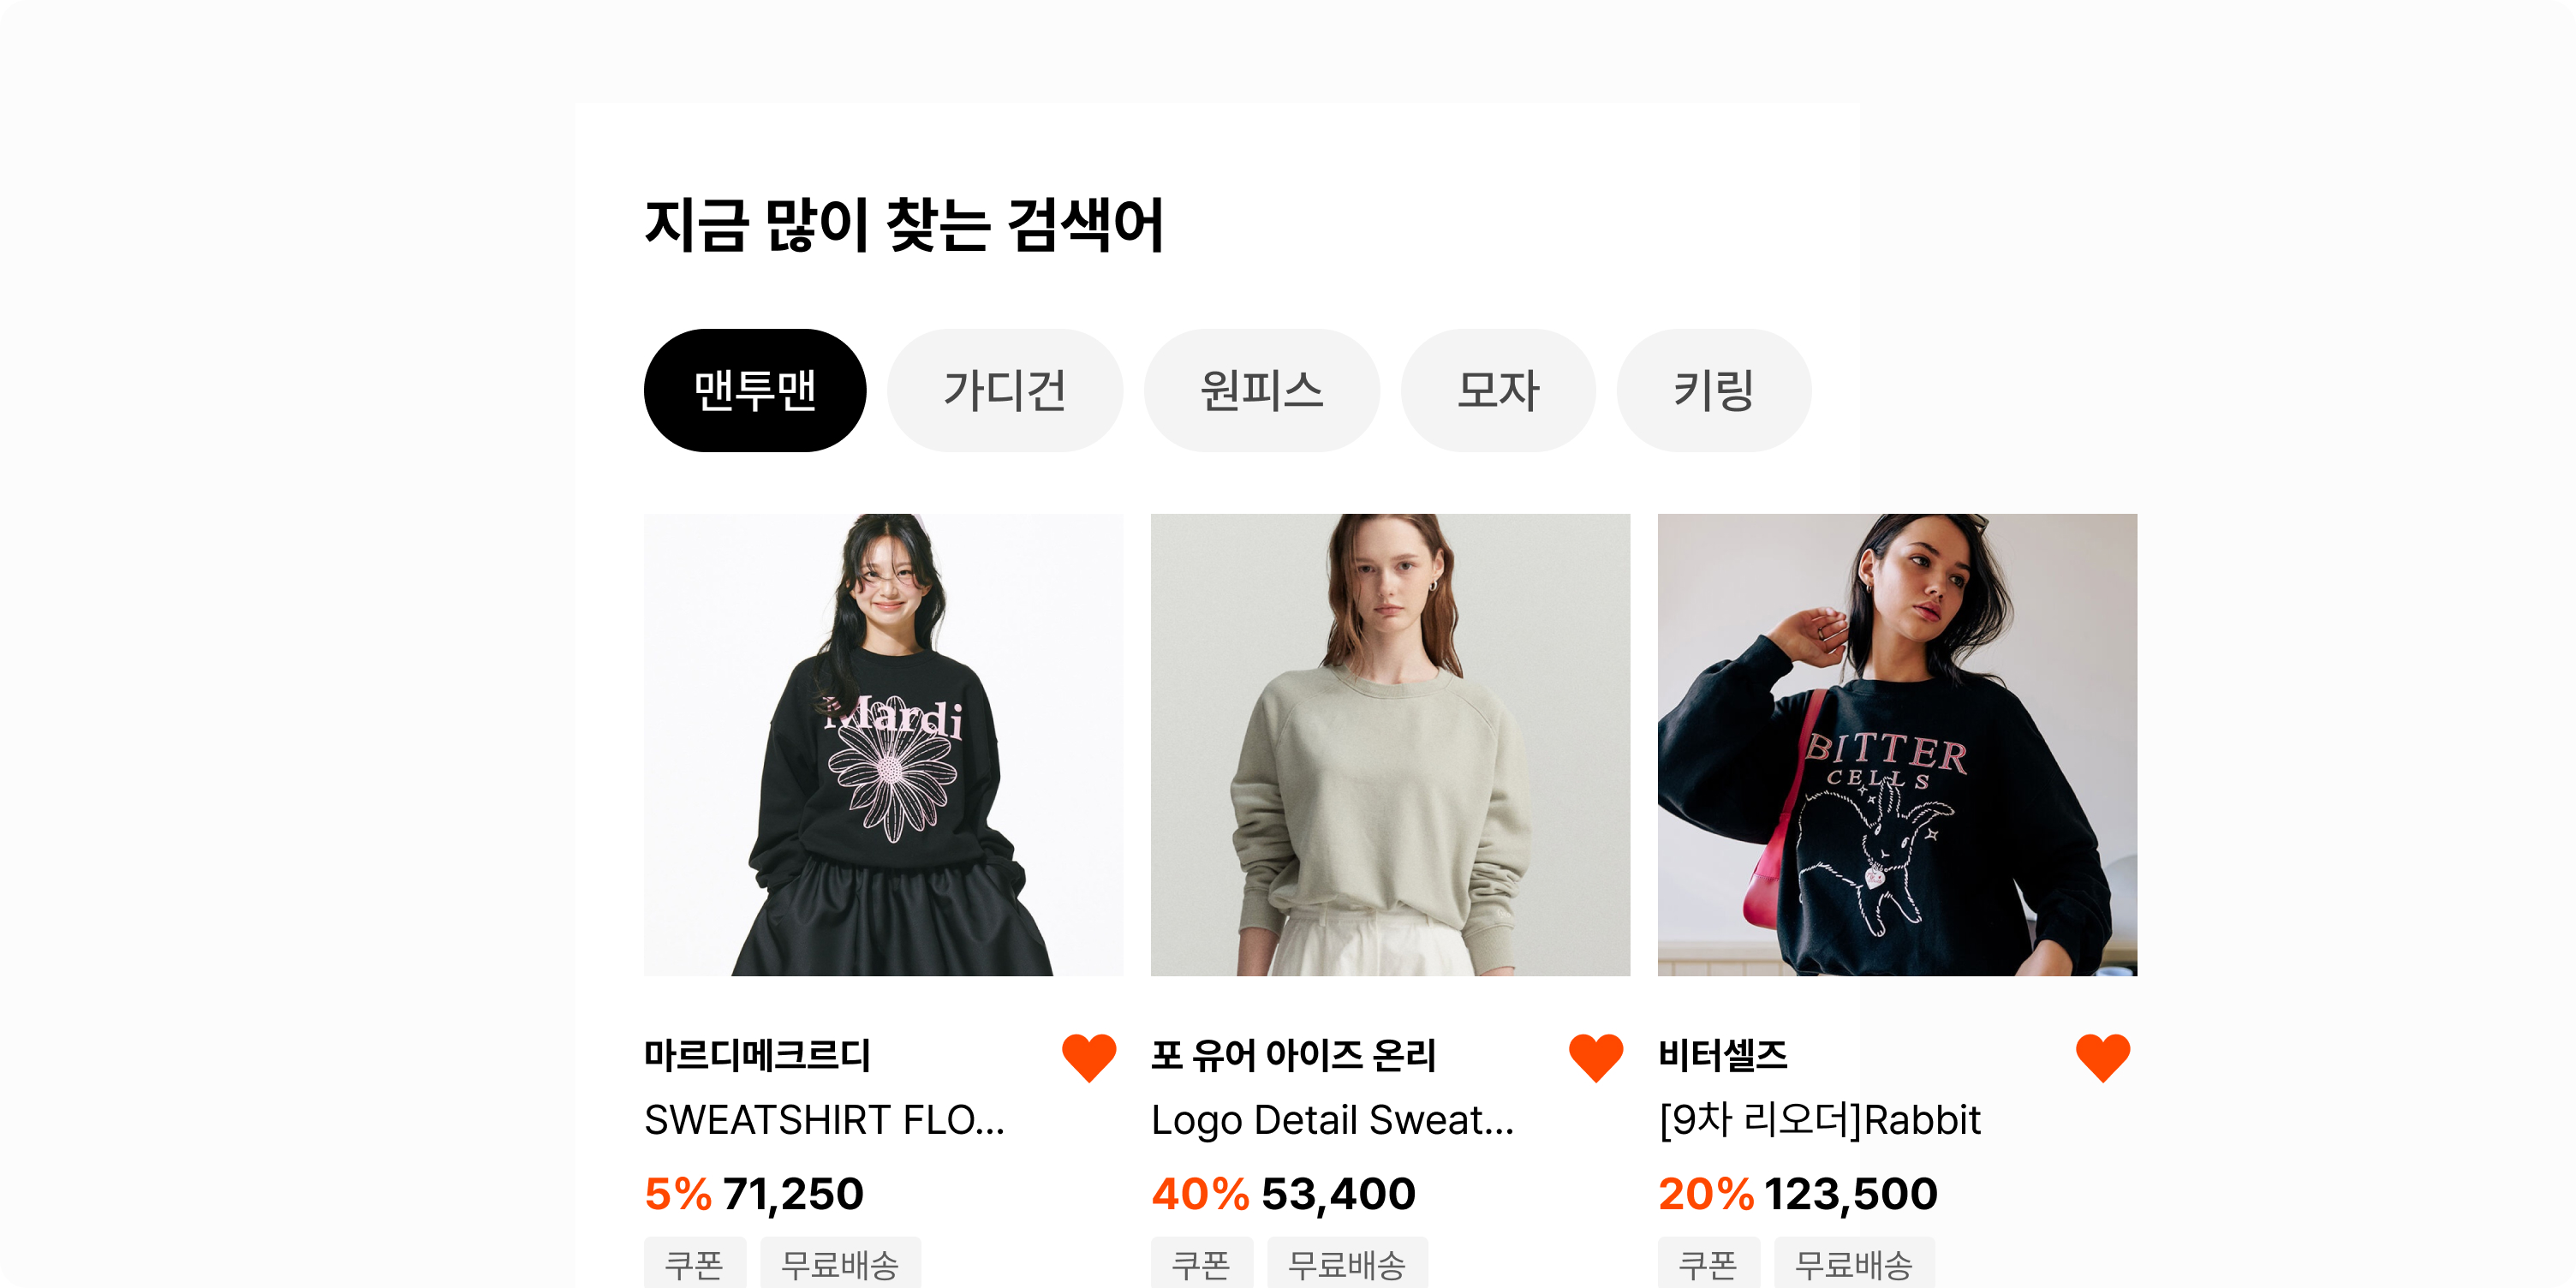 지금 많이 찾는 검색어
맨투맨 가디건 원피스 모자 키링
Mardi
BITTER
CELLS
마르디메크르디
SWEATSHIRT FLO...
5% 71,250
쿠폰 무료배송
포 유어 아이즈 온리
Logo Detail Sweat...
40% 53,400
쿠폰 무료배송
비터셀즈
[9차 리오더]Rabbit
20% 123,500
쿠폰 무료배송